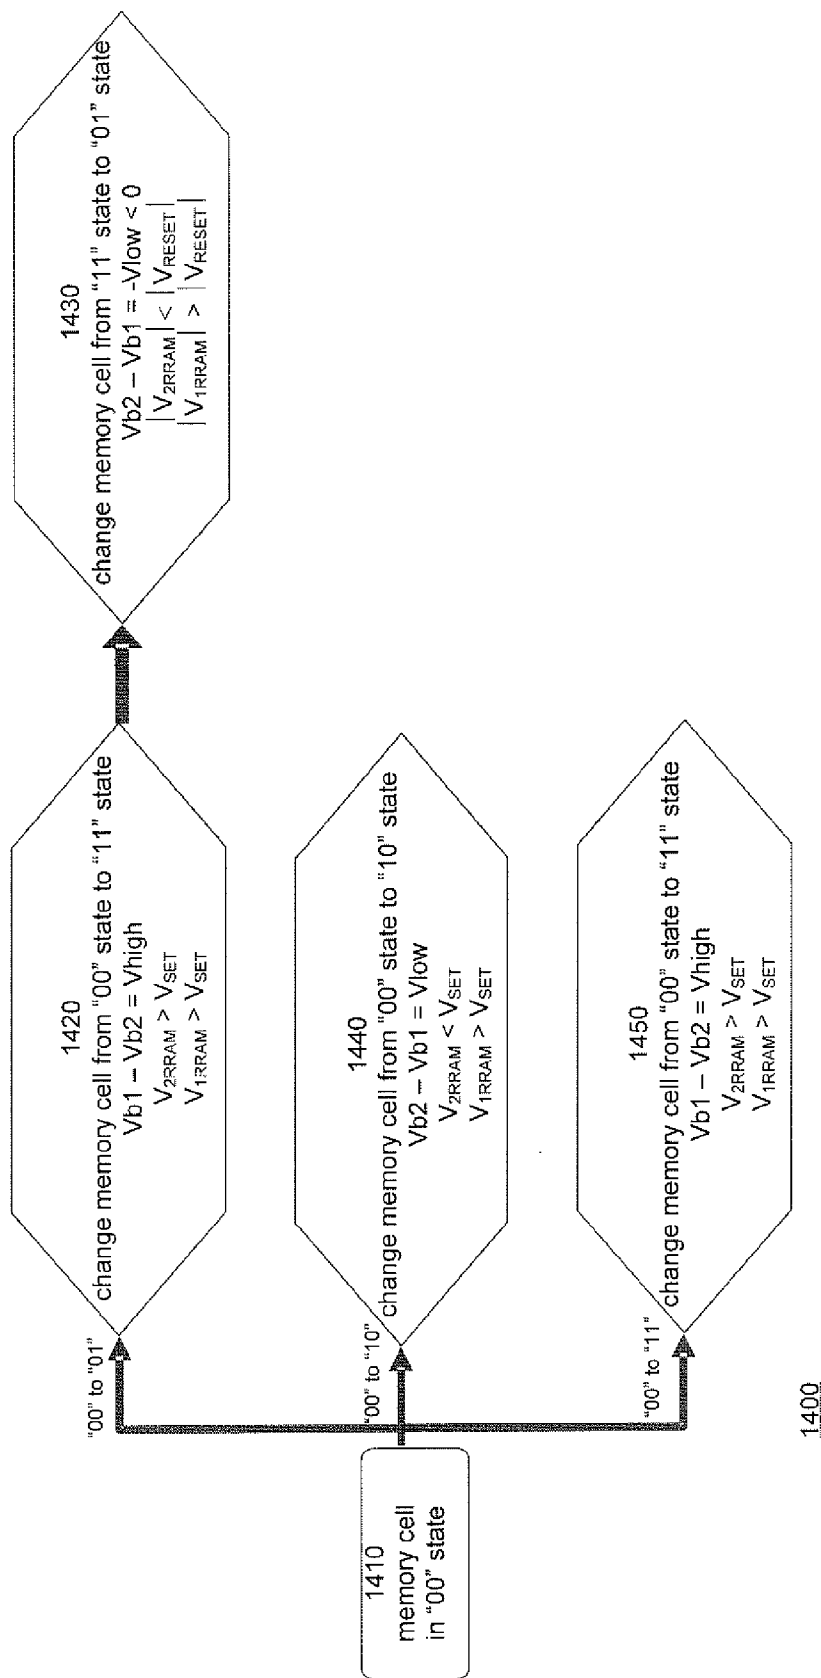 1410
memory cell
in “00” state
“00” to “01”
1420
change memory cell from “00” state to “11” state
Vb1 – Vb2 = Vhigh
V2RRAM > VSET
V1RRAM > VSET
1430
change memory cell from “11” state to “01” state
Vb2 – Vb1 = -Vlow < 0
|V2RRAM| < |VRESET|
|V1RRAM| > |VRESET|
“00” to “10”
1440
change memory cell from “00” state to “10” state
Vb2 – Vb1 = Vlow
V2RRAM < VSET
V1RRAM > VSET
“00” to “11”
1450
change memory cell from “00” state to “11” state
Vb1 – Vb2 = Vhigh
V2RRAM > VSET
V1RRAM > VSET
1400